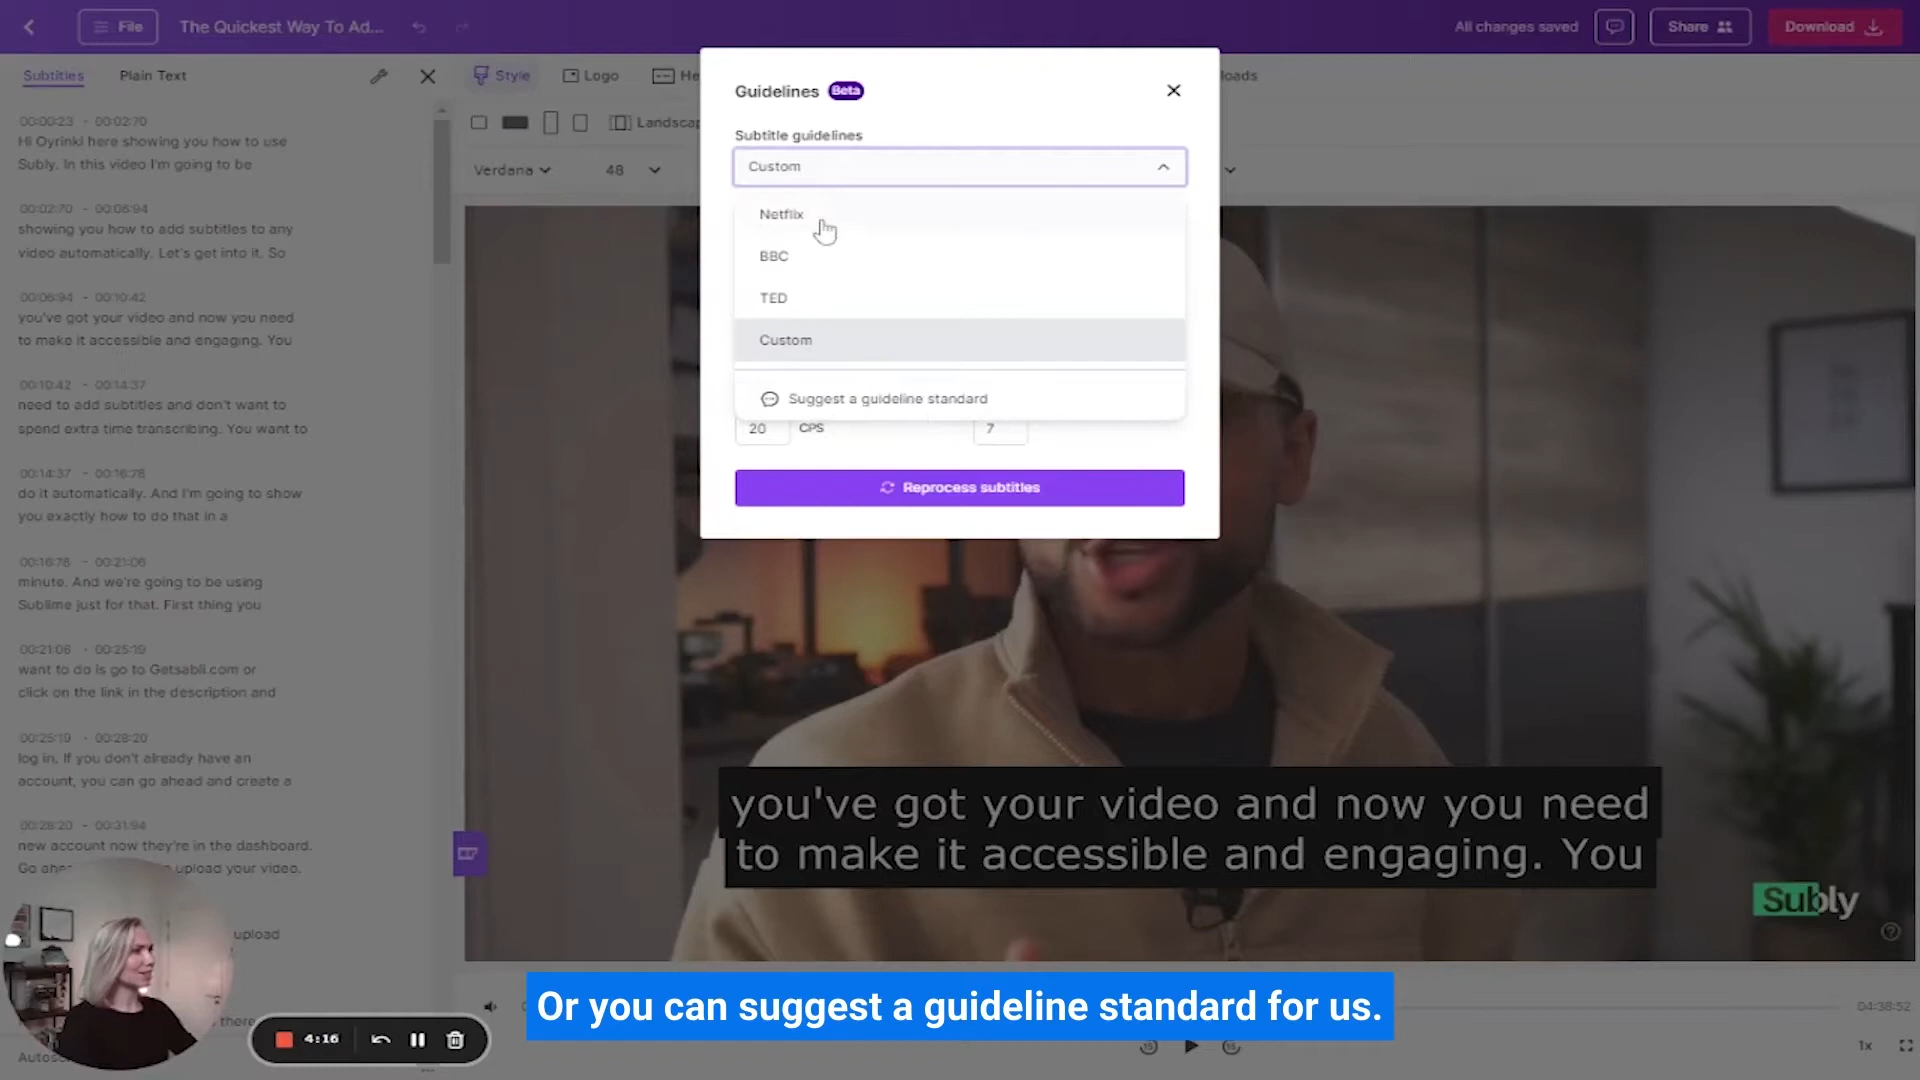 File
The Quickest Way To Ad...
All changes saved
Share
Download
Subtitles
Plain Text
Style
Logo
He
loads
Landscap
Verdana
48
00:00:23 - 00:02:70
Hi Oyrinki here showing you how to use
Subly. In this video I'm going to be
00:02:70 - 00:06:94
showing you how to add subtitles to any
video automatically. Let's get into it. So
00:06:94 - 00:10:42
you've got your video and now you need
to make it accessible and engaging. You
00:10:42 - 00:14:37
need to add subtitles and don't want to
spend extra time transcribing. You want to
00:14:37 - 00:16:78
do it automatically. And I'm going to show
you exactly how to do that in a
00:16:78 - 00:21:06
minute. And we're going to be using
Sublime just for that. First thing you
00:21:06 - 00:25:19
want to do is go to Getsabli.com or
click on the link in the description and
00:25:19 - 00:28:20
log in. If you don't already have an
account, you can go ahead and create a
00:28:20 - 00:31:94
new account now they're in the dashboard.
Go ahe
upload your video.
upload
there
Autosc
Guidelines Beta
Subtitle guidelines
Custom
Netflix
BBC
TED
Custom
Suggest a guideline standard
20 CPS
7
Reprocess subtitles
you've got your video and now you need
to make it accessible and engaging. You
Subly
Or you can suggest a guideline standard for us.
4:16
04:38:52
1x